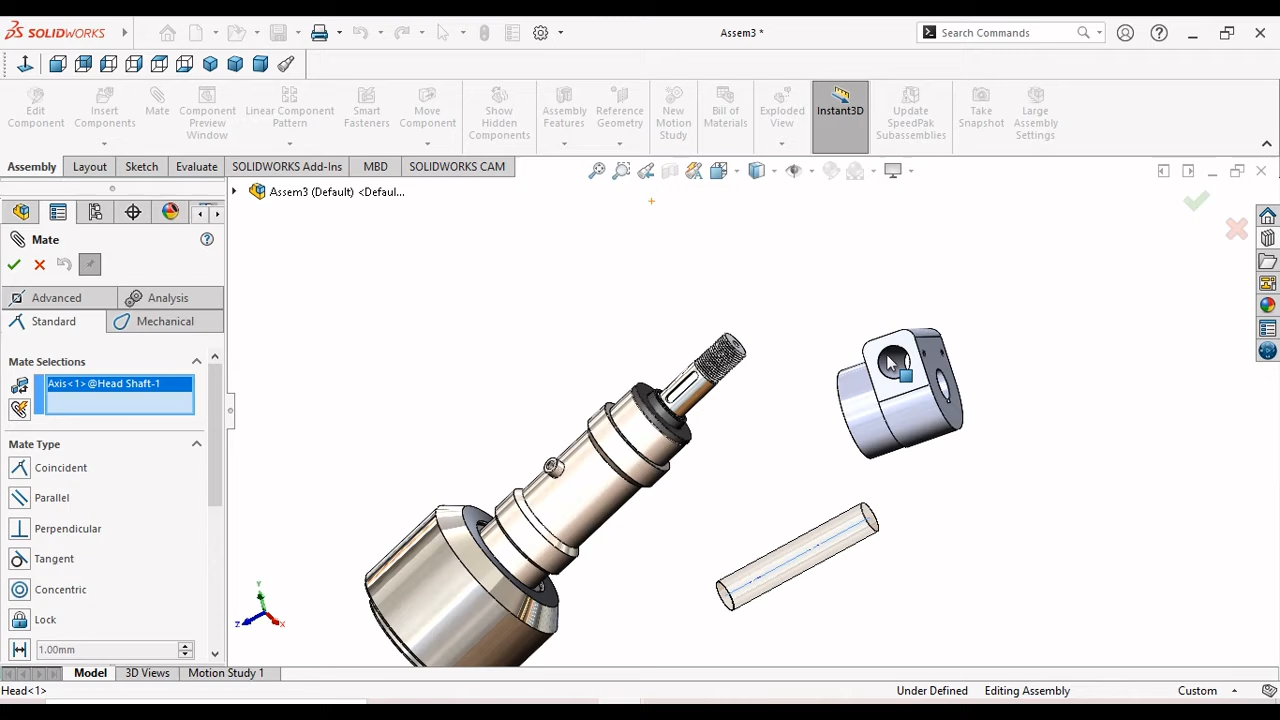 SOLIDWORKS
Assem3 *
Search Commands
Edit Component
Insert Components
Mate
Component Preview Window
Linear Component Pattern
Smart Fasteners
Move Component
Show Hidden Components
Assembly Features
Reference Geometry
New Motion Study
Bill of Materials
Exploded View
Instant3D
Update SpeedPak Subassemblies
Take Snapshot
Large Assembly Settings
Assembly
Layout
Sketch
Evaluate
SOLIDWORKS Add-Ins
MBD
SOLIDWORKS CAM
Assem3 (Default) <Defaul...
Mate
Advanced
Analysis
Standard
Mechanical
Mate Selections
Axis<1> @Head Shaft-1
Mate Type
Coincident
Parallel
Perpendicular
Tangent
Concentric
Lock
1.00mm
Y
Z
X
Model
3D Views
Motion Study 1
Head<1>
Under Defined
Editing Assembly
Custom